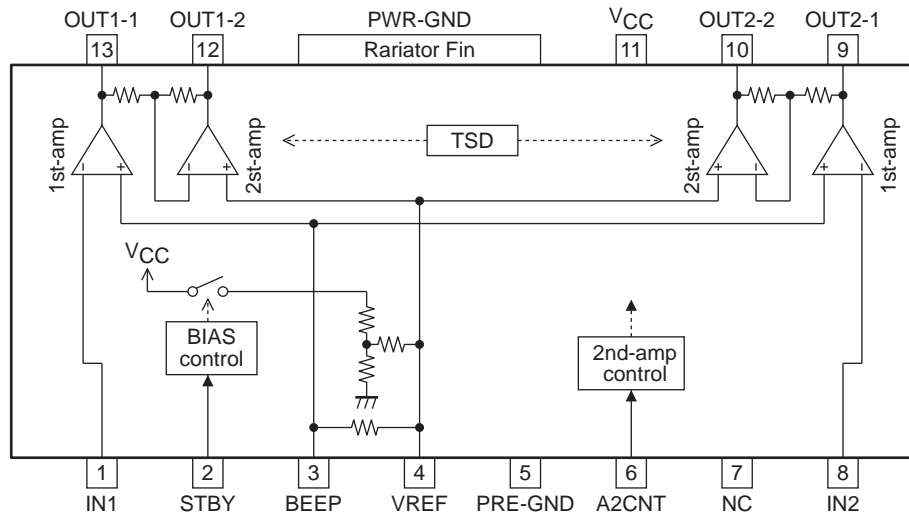 OUT1-1 OUT1-2 PWR-GND VCC OUT2-2 OUT2-1
13 12 Rariator Fin 11 10 9
1st-amp
2st-amp
TSD
2st-amp
1st-amp
VCC
BIAS
control
2nd-amp
control
1 2 3 4 5 6 7 8
IN1 STBY BEEP VREF PRE-GND A2CNT NC IN2